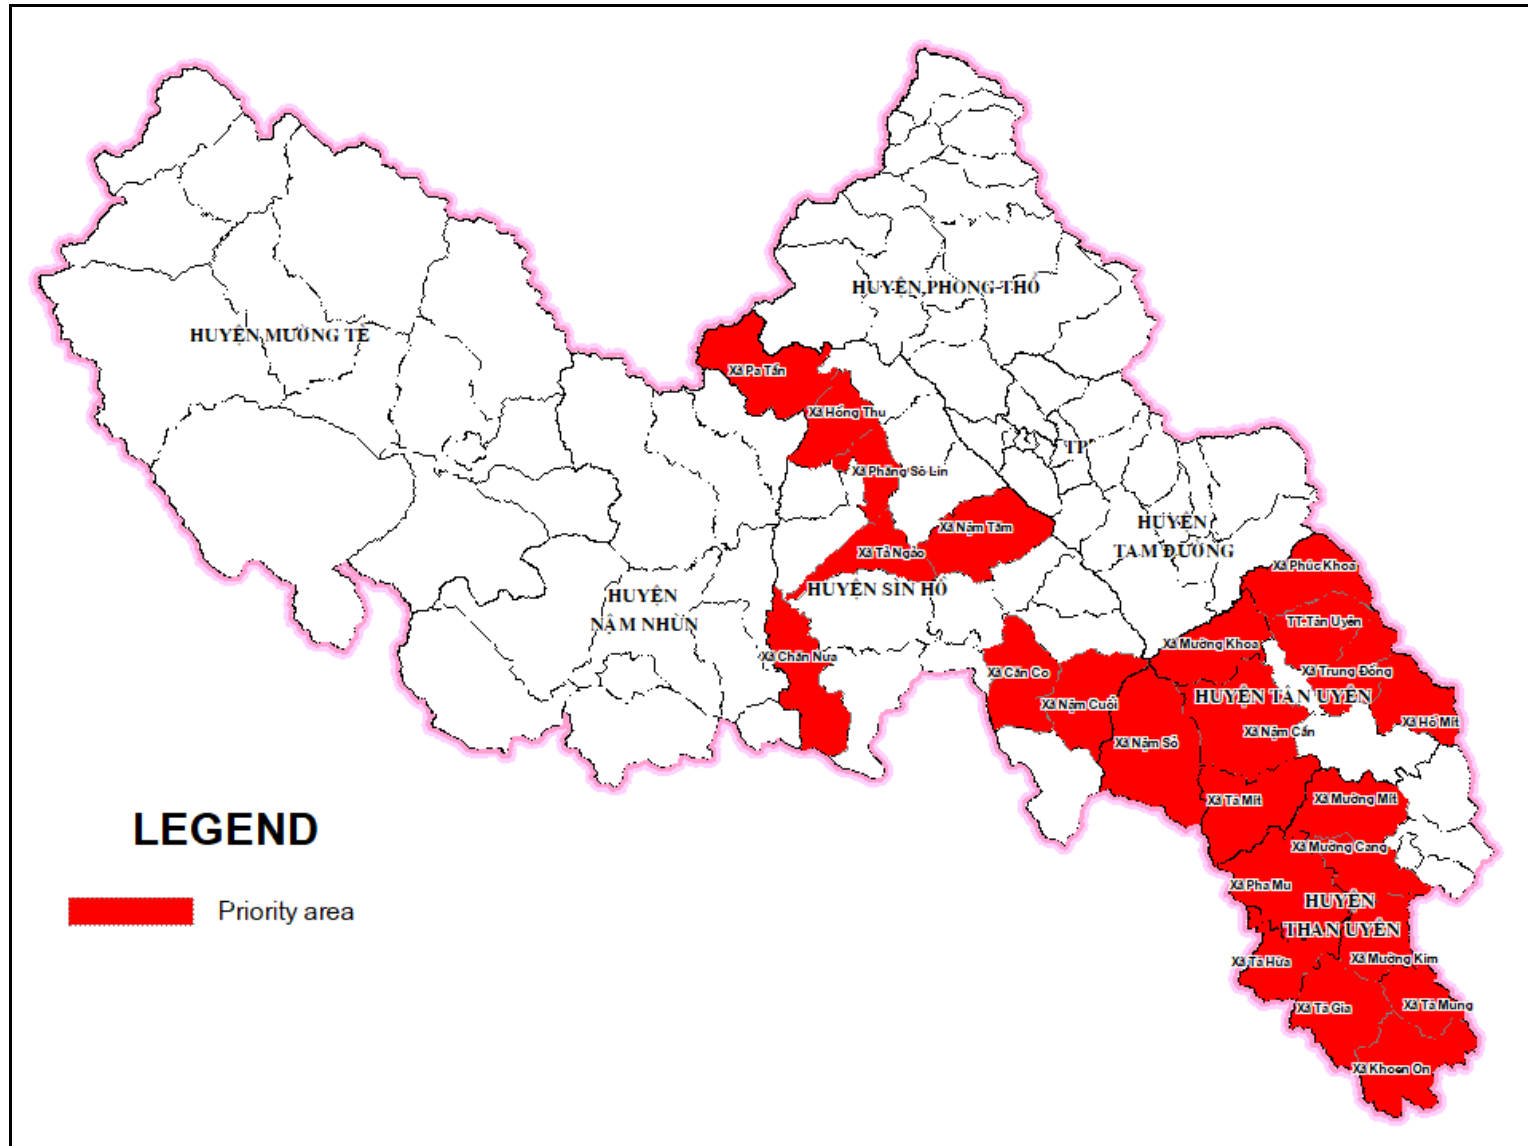 HUYỆN PHONG THỔ
HUYỆN MƯỜNG TÈ
Xã Pa Tần
Xã Hồng Thu
TP
Xã Phăng Sô Lin
HUYỆN
TAM ĐƯỜNG
Xã Nậm Tăm
Xã Tả Ngảo
Xã Phúc Khoa
HUYỆN SÌN HỒ
HUYỆN
NẬM NHÙN
TT.Tân Uyên
Xã Mường Khoa
Xã Chăn Nưa
Xã Căn Co
Xã Trung Đồng
HUYỆN TÂN UYÊN
Xã Nậm Cuổi
Xã Hố Mít
Xã Nậm Cần
Xã Nậm Sỏ
Xã Tà Mít
Xã Mường Mít
LEGEND
Xã Mường Cang
Xã Pha Mu
HUYỆN
THAN UYÊN
Priority area
Xã Tà Hừa
Xã Mường Kim
Xã Tà Gia
Xã Tà Mung
Xã Khoen On